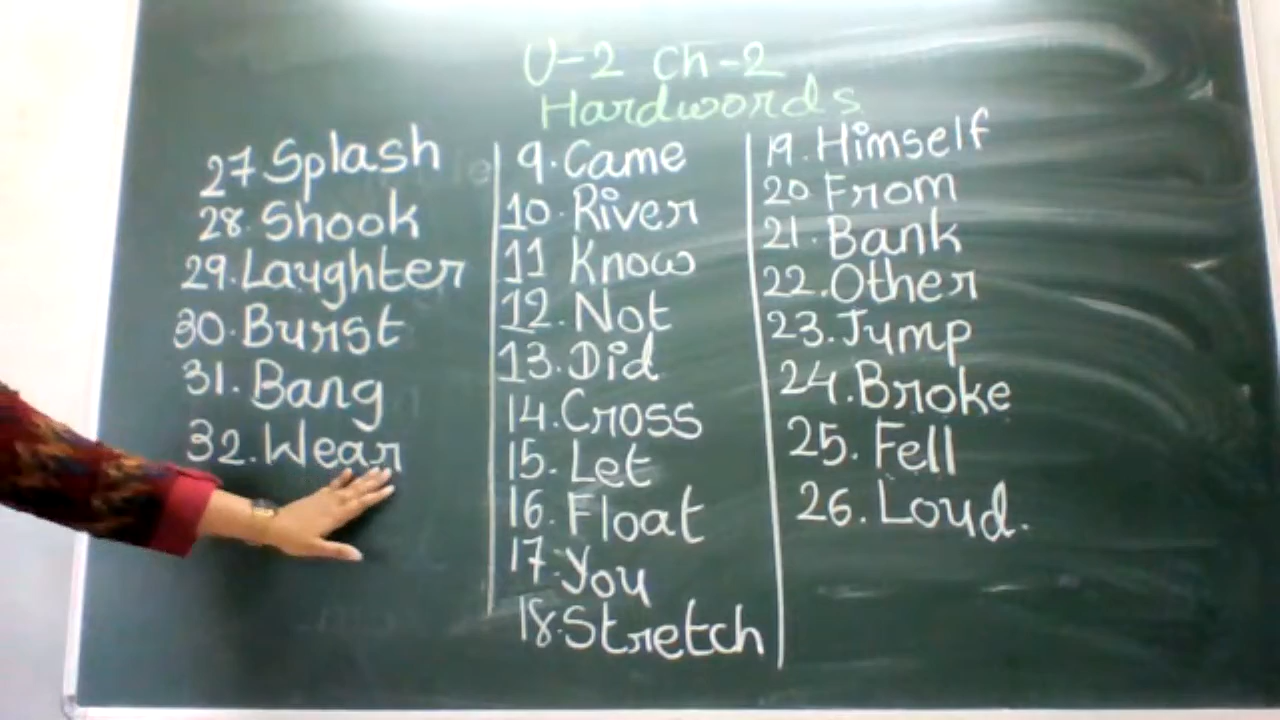 U-2 Ch-2
Hardwords
27 Splash
28. Shook
29. Laughter
30. Burst
31. Bang
32. Wear
9. Came
10. River
11 Know
12. Not
13. Did
14. Cross
15. Let
16. Float
17. You
18. Stretch
19. Himself
20. From
21. Bank
22. Other
23. Jump
24. Broke
25. Fell
26. Loud.